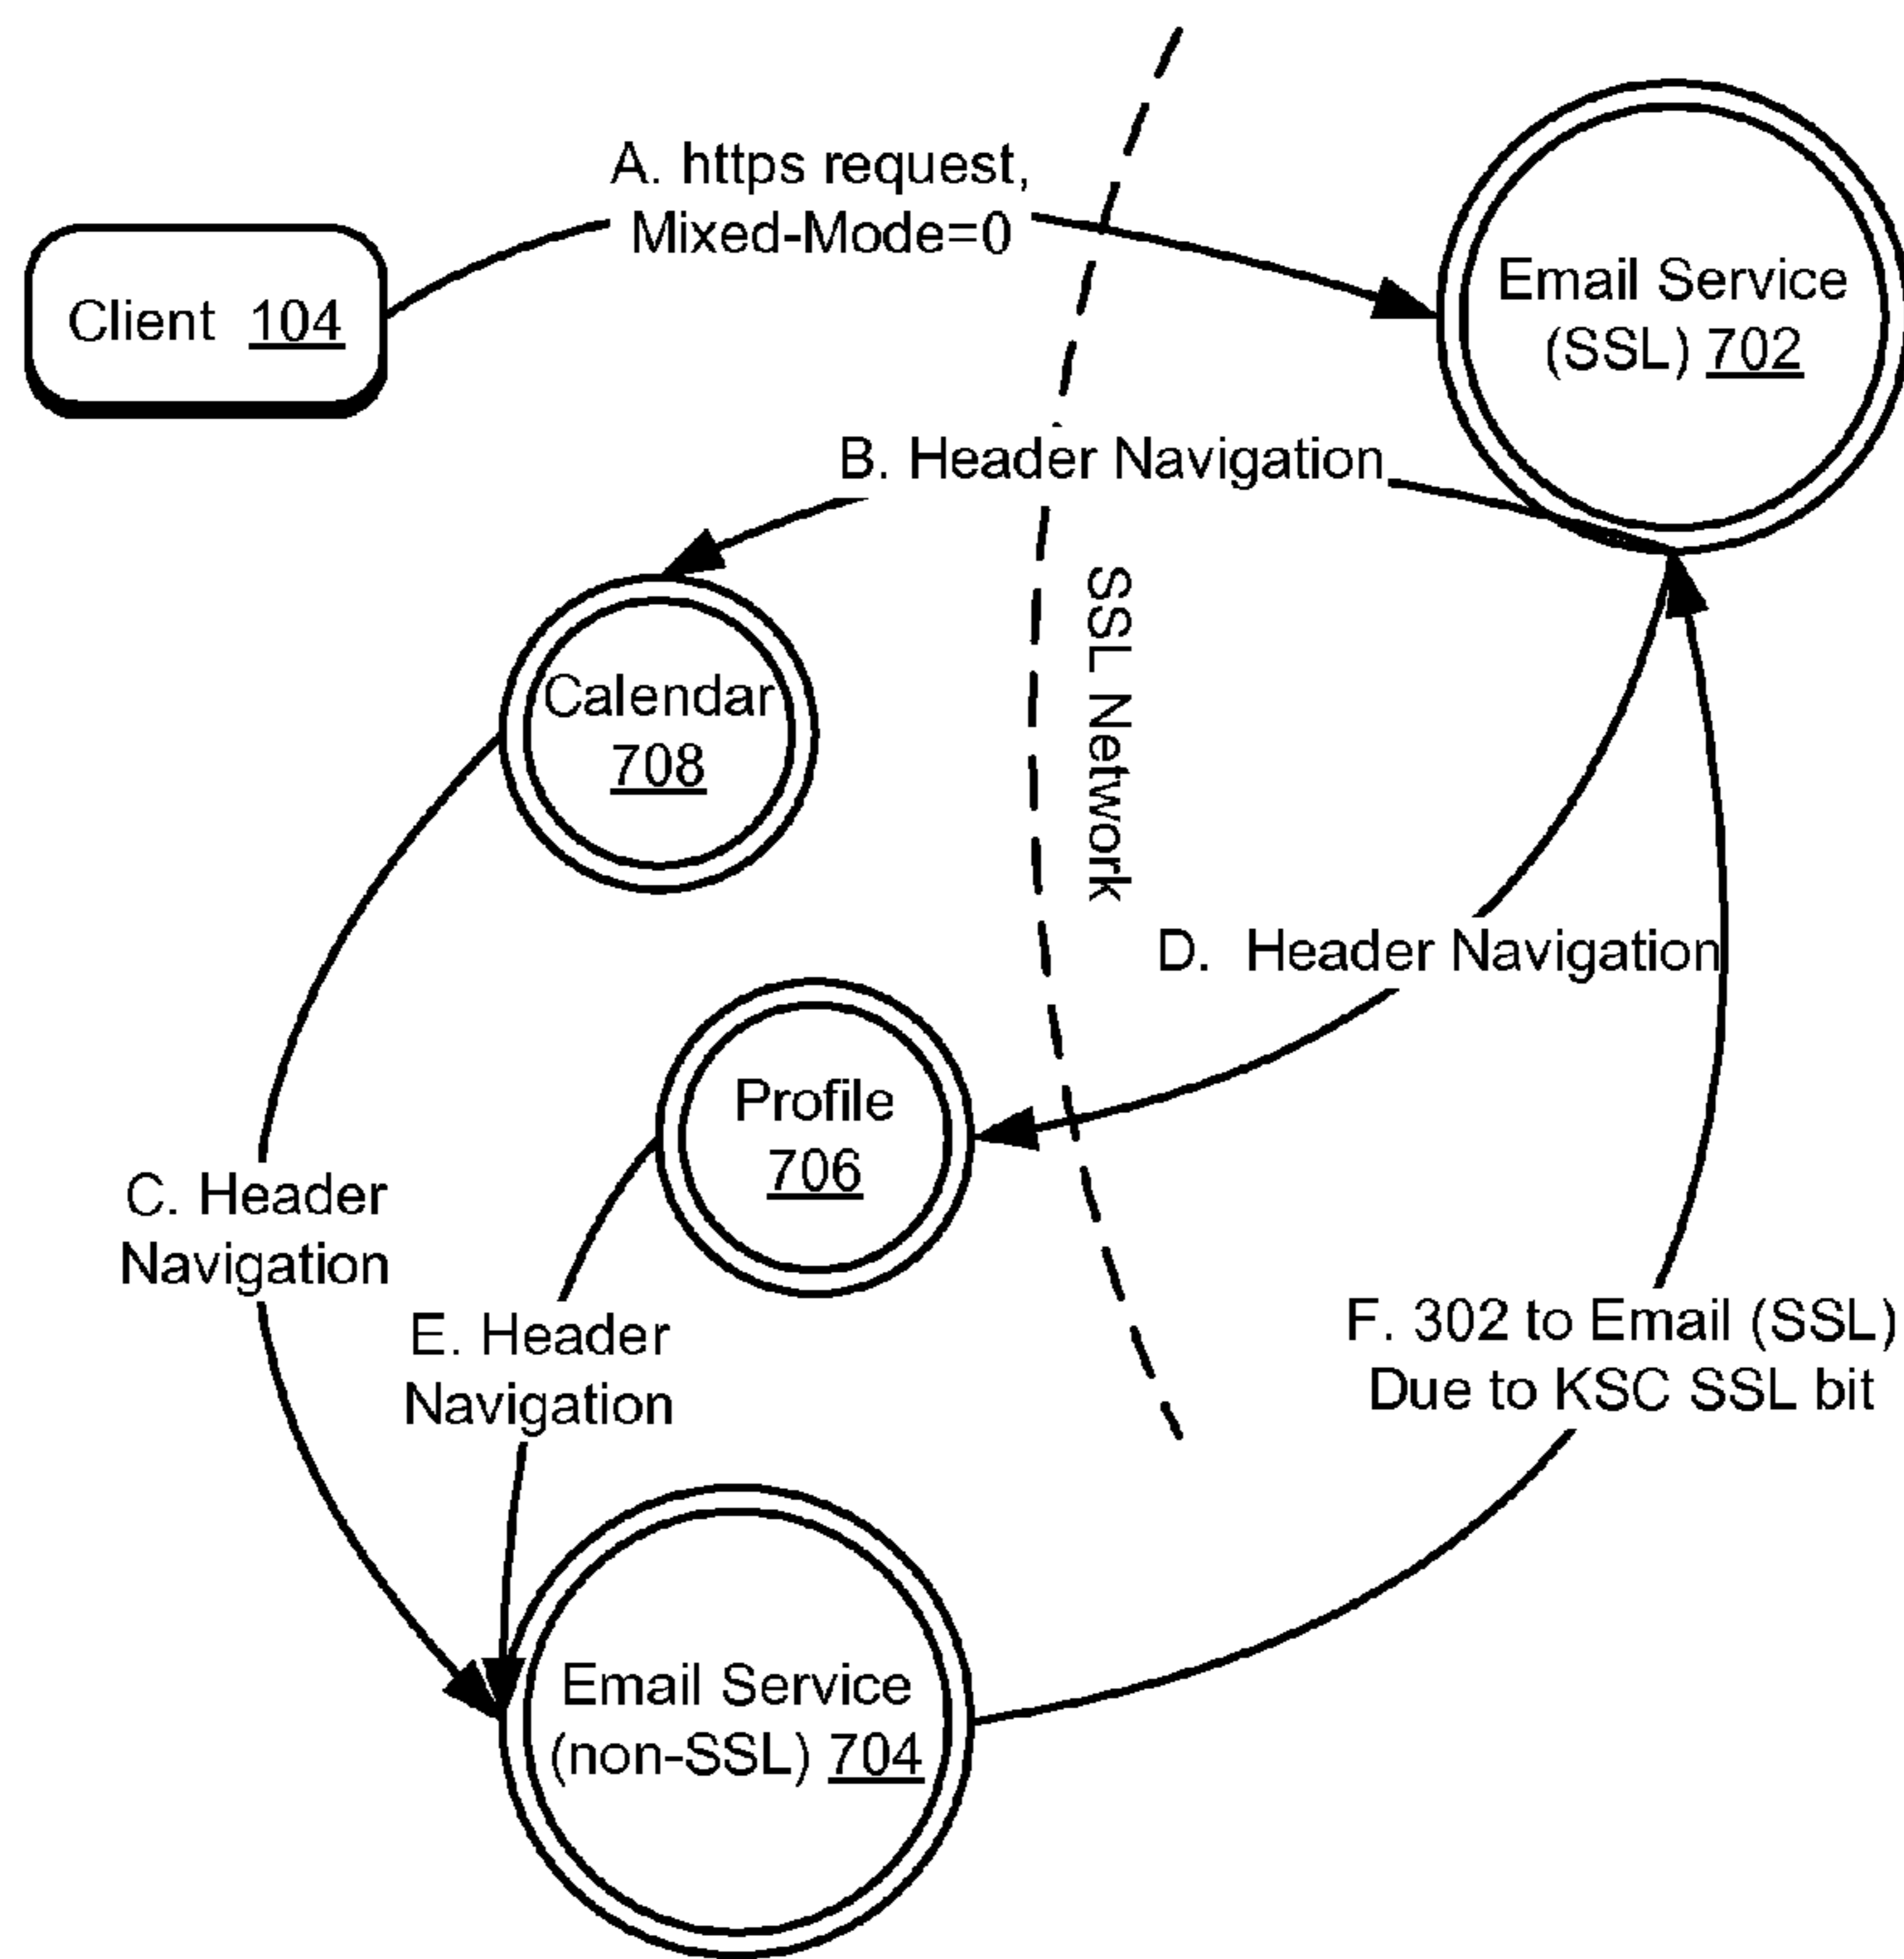 A. https request,
Mixed-Mode=0
Client 104
Email Service
(SSL) 702
B. Header Navigation
SSL Network
Calendar
708
D. Header Navigation
Profile
706
C. Header
Navigation
E. Header
Navigation
F. 302 to Email (SSL)
Due to KSC SSL bit
Email Service
(non-SSL) 704